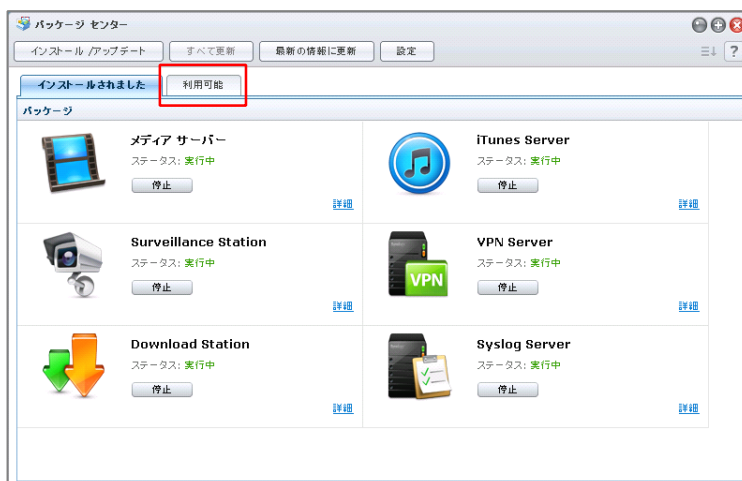 パッケージ センター
インストール /アップデート すべて更新 最新の情報に更新 設定 ?
インストールされました 利用可能
パッケージ
メディア サーバー
ステータス: 実行中
停止
詳細
iTunes Server
ステータス: 実行中
停止
詳細
Surveillance Station
ステータス: 実行中
停止
詳細
VPN
VPN Server
ステータス: 実行中
停止
詳細
Download Station
ステータス: 実行中
停止
詳細
Syslog Server
ステータス: 実行中
停止
詳細